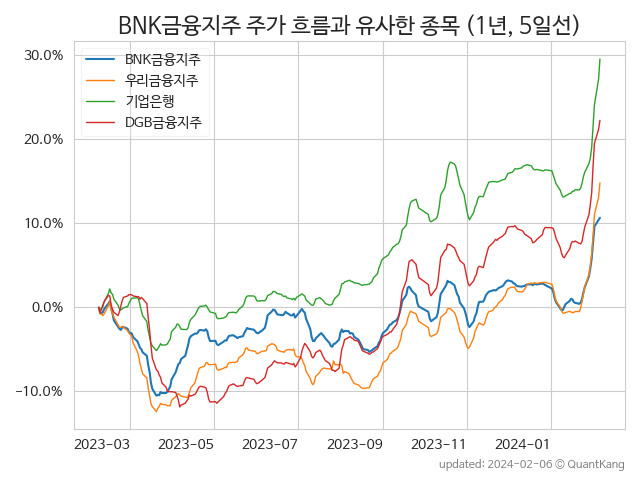 BNK금융지주 주가 흐름과 유사한 종목 (1년, 5일선)
BNK금융지주
우리금융지주
기업은행
DGB금융지주
30.0%
20.0%
10.0%
0.0%
−10.0%
2023-03 2023-05 2023-07 2023-09 2023-11 2024-01
updated: 2024-02-06 © QuantKang